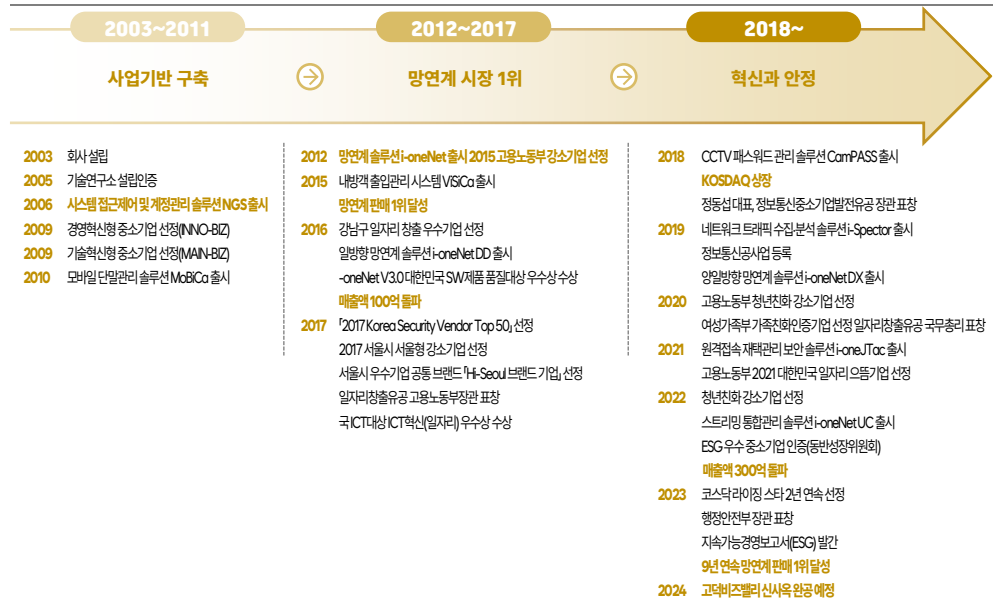 2003~2011
사업기반 구축
2012~2017
망연계 시장 1위
2018~
혁신과 안정
2003 회사 설립
2005 기술연구소 설립인증
2006 시스템 접근제어 및 계정관리 솔루션 NGS 출시
2009 경영혁신형 중소기업 선정(INNO-BIZ)
2009 기술혁신형 중소기업 선정(MAIN-BIZ)
2010 모바일 단말관리 솔루션 MoBiCa 출시
2012 망연계 솔루션 i-oneNet 출시 2015 고용노동부 강소기업 선정
2015 내방객 출입관리 시스템 ViSiCa 출시
망연계 판매 1위 달성
2016 강남구 일자리 창출 우수기업 선정
일방향 망연계 솔루션 i-oneNet DD 출시
-oneNet V3.0 대한민국 SW제품 품질대상 우수상 수상
매출액 100억 돌파
2017 「2017 Korea Security Vendor Top 50」 선정
2017 서울시 서울형 강소기업 선정
서울시 우수기업 공통 브랜드 「Hi-Seoul 브랜드 기업」 선정
일자리창출유공 고용노동부장관 표창
국 ICT대상 ICT혁신(일자리) 우수상 수상
2018 CCTV 패스워드 관리 솔루션 CamPASS 출시
KOSDAQ 상장
정동섭 대표, 정보통신중소기업발전유공 장관 표창
2019 네트워크 트래픽 수집·분석 솔루션 i-Spector 출시
정보통신공사업 등록
양일방향 망연계 솔루션 i-oneNet DX 출시
2020 고용노동부 청년친화 강소기업 선정
여성가족부 가족친화인증기업 선정 일자리창출유공 국무총리 표창
2021 원격접속 재택관리 보안 솔루션 i-oneJTac 출시
고용노동부 2021 대한민국 일자리 으뜸기업 선정
2022 청년친화 강소기업 선정
스트리밍 통합관리 솔루션 i-oneNet UC 출시
ESG 우수 중소기업 인증(동반성장위원회)
매출액 300억 돌파
2023 코스닥 라이징 스타 2년 연속 선정
행정안전부 장관 표창
지속가능경영보고서(ESG) 발간
9년 연속 망연계 판매 1위 달성
2024 고덕비즈밸리 신사옥 완공 예정